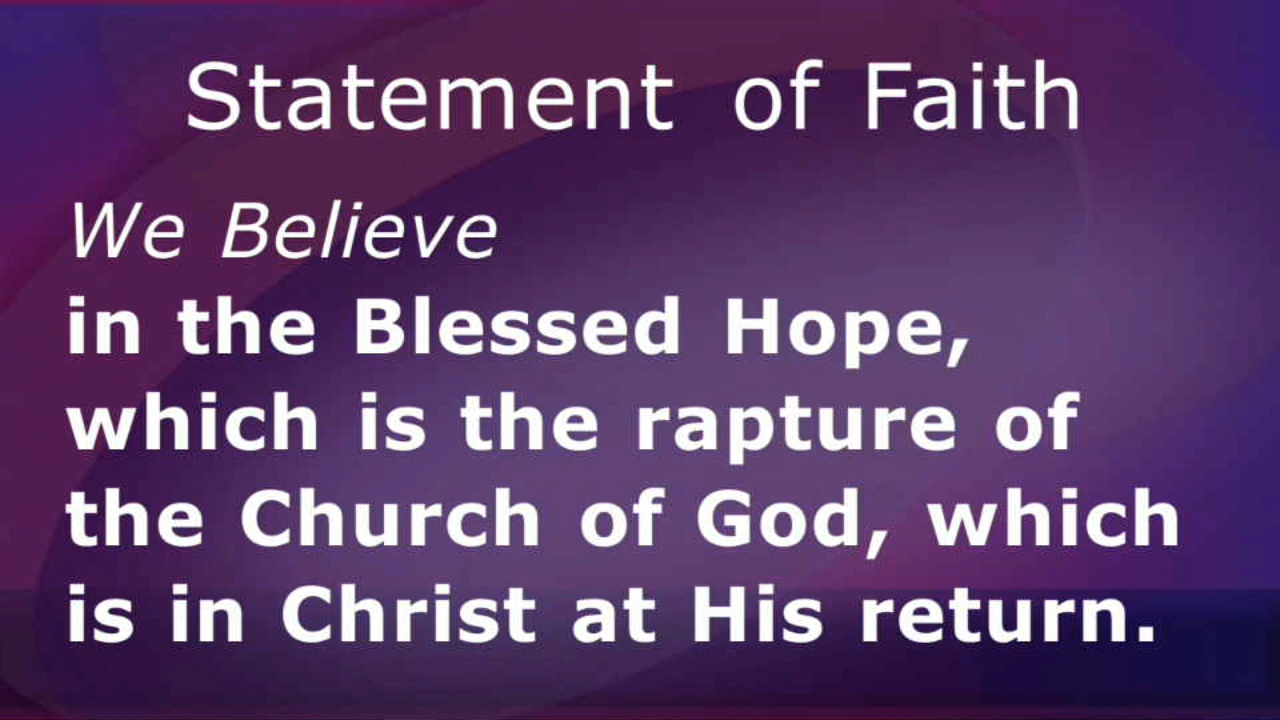 Statement of Faith
We Believe
in the Blessed Hope,
which is the rapture of
the Church of God, which
is in Christ at His return.